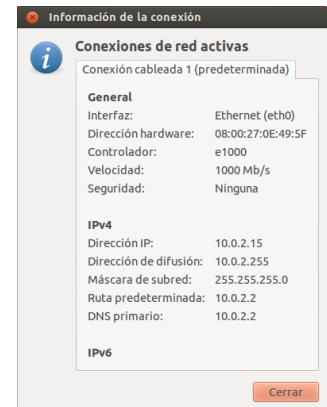 Información de la conexión
Conexiones de red activas
Conexión cableada 1 (predeterminada)
General
Interfaz: Ethernet (eth0)
Dirección hardware: 08:00:27:0E:49:5F
Controlador: e1000
Velocidad: 1000 Mb/s
Seguridad: Ninguna
IPv4
Dirección IP: 10.0.2.15
Dirección de difusión: 10.0.2.255
Máscara de subred: 255.255.255.0
Ruta predeterminada: 10.0.2.2
DNS primario: 10.0.2.2
IPv6
Cerrar